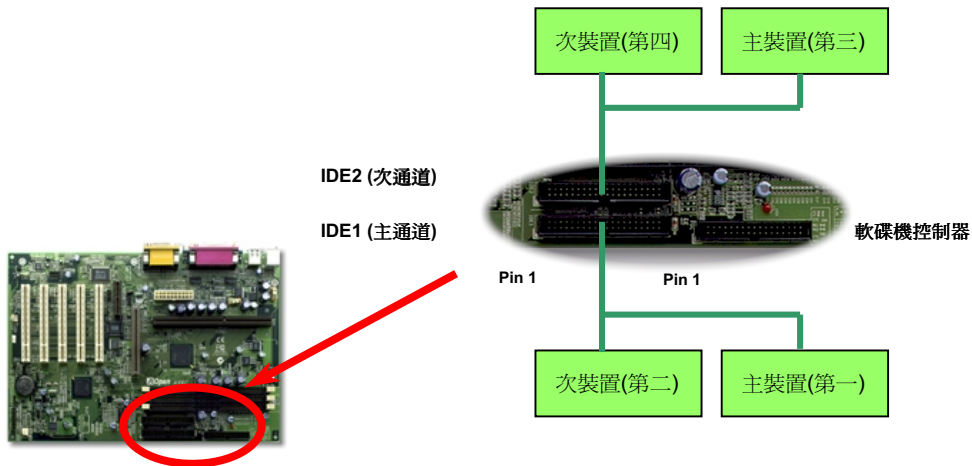 次裝置(第四)
主裝置(第三)
IDE2 (次通道)
IDE1 (主通道)
軟碟機控制器
Pin 1
Pin 1
次裝置(第二)
主裝置(第一)
AOpen